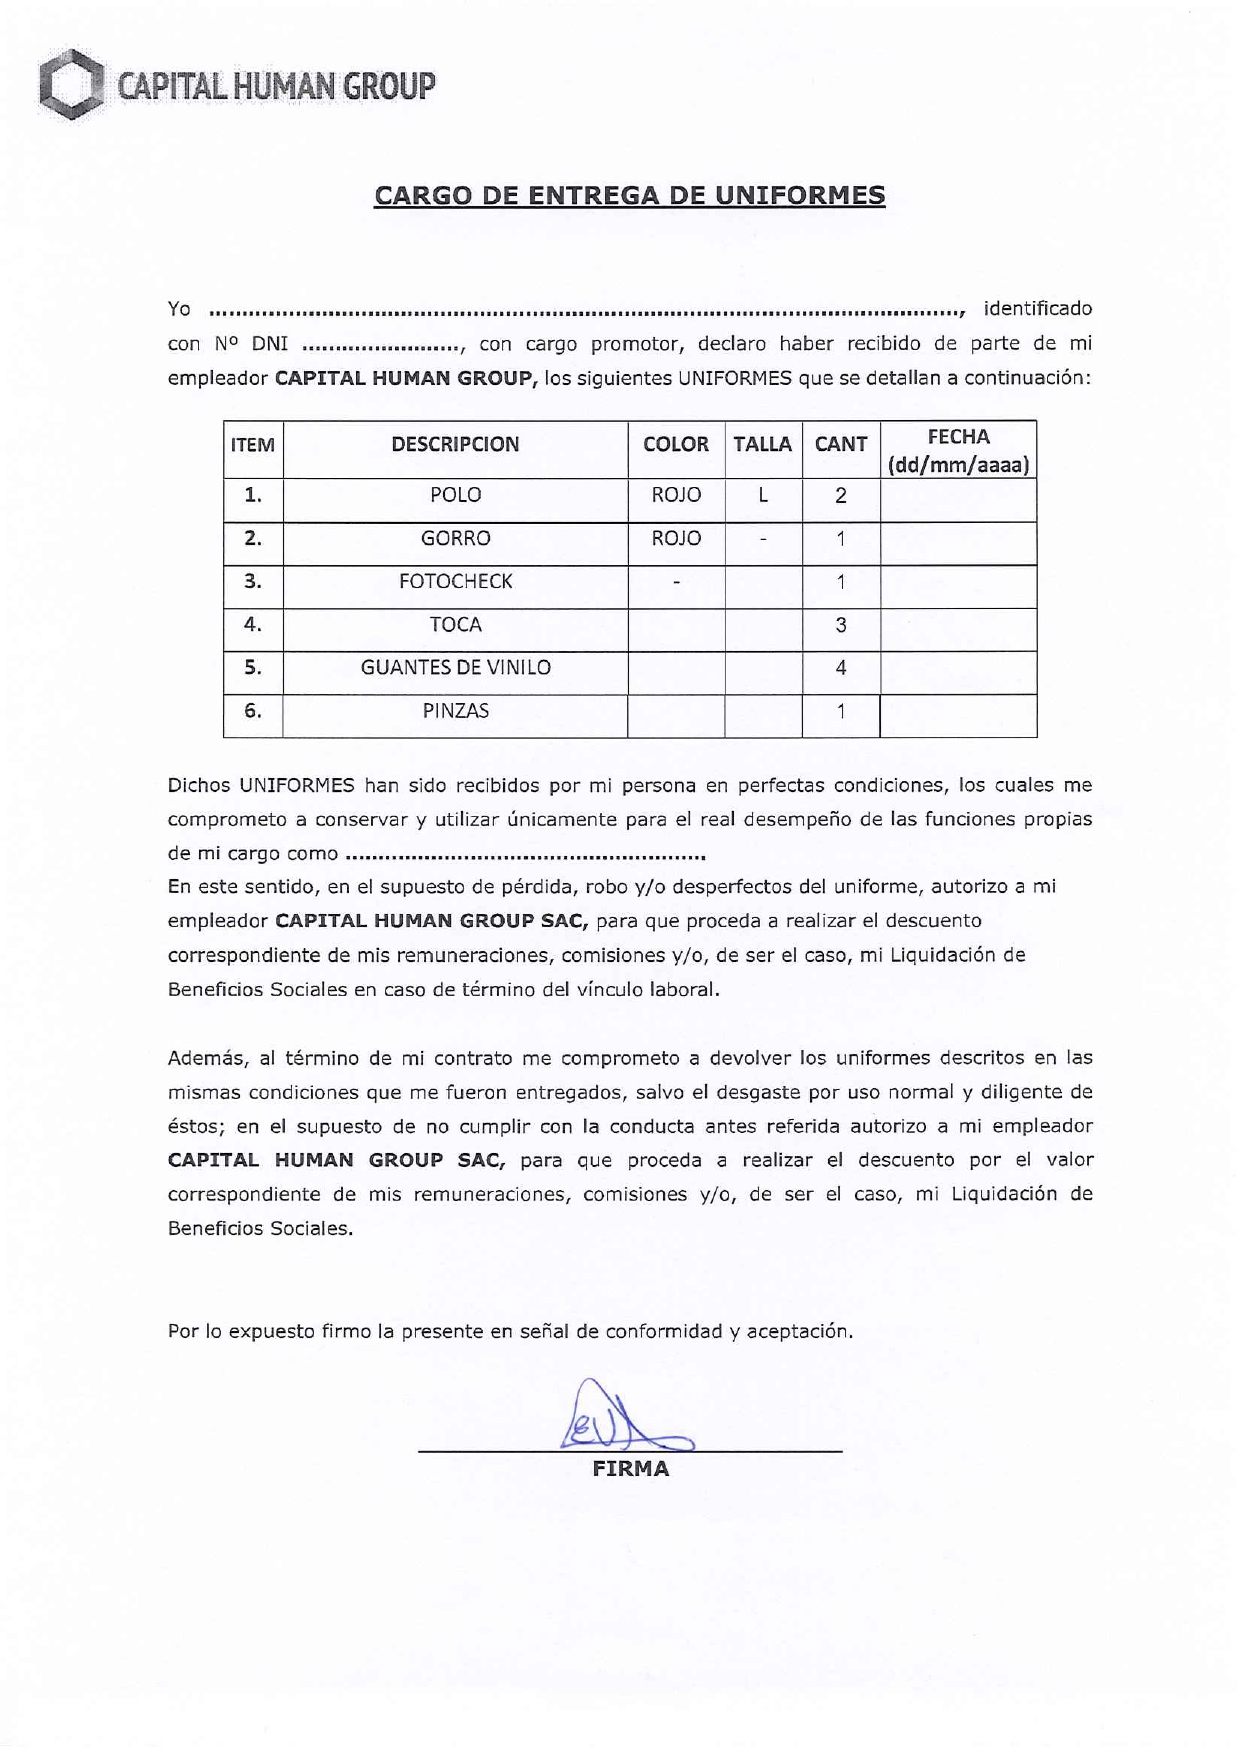 CAPITAL HUMAN GROUP
CARGO DE ENTREGA DE UNIFORMES
Yo ................................................................................................................, identificado
con Nº DNI ........................, con cargo promotor, declaro haber recibido de parte de mi
empleador CAPITAL HUMAN GROUP, los siguientes UNIFORMES que se detallan a continuación:
ITEM DESCRIPCION COLOR TALLA CANT FECHA (dd/mm/aaaa)
1. POLO ROJO L 2
2. GORRO ROJO - 1
3. FOTOCHECK - 1
4. TOCA 3
5. GUANTES DE VINILO 4
6. PINZAS 1
Dichos UNIFORMES han sido recibidos por mi persona en perfectas condiciones, los cuales me
comprometo a conservar y utilizar únicamente para el real desempeño de las funciones propias
de mi cargo como .......................................................
En este sentido, en el supuesto de pérdida, robo y/o desperfectos del uniforme, autorizo a mi
empleador CAPITAL HUMAN GROUP SAC, para que proceda a realizar el descuento
correspondiente de mis remuneraciones, comisiones y/o, de ser el caso, mi Liquidación de
Beneficios Sociales en caso de término del vínculo laboral.
Además, al término de mi contrato me comprometo a devolver los uniformes descritos en las
mismas condiciones que me fueron entregados, salvo el desgaste por uso normal y diligente de
éstos; en el supuesto de no cumplir con la conducta antes referida autorizo a mi empleador
CAPITAL HUMAN GROUP SAC, para que proceda a realizar el descuento por el valor
correspondiente de mis remuneraciones, comisiones y/o, de ser el caso, mi Liquidación de
Beneficios Sociales.
Por lo expuesto firmo la presente en señal de conformidad y aceptación.
FIRMA